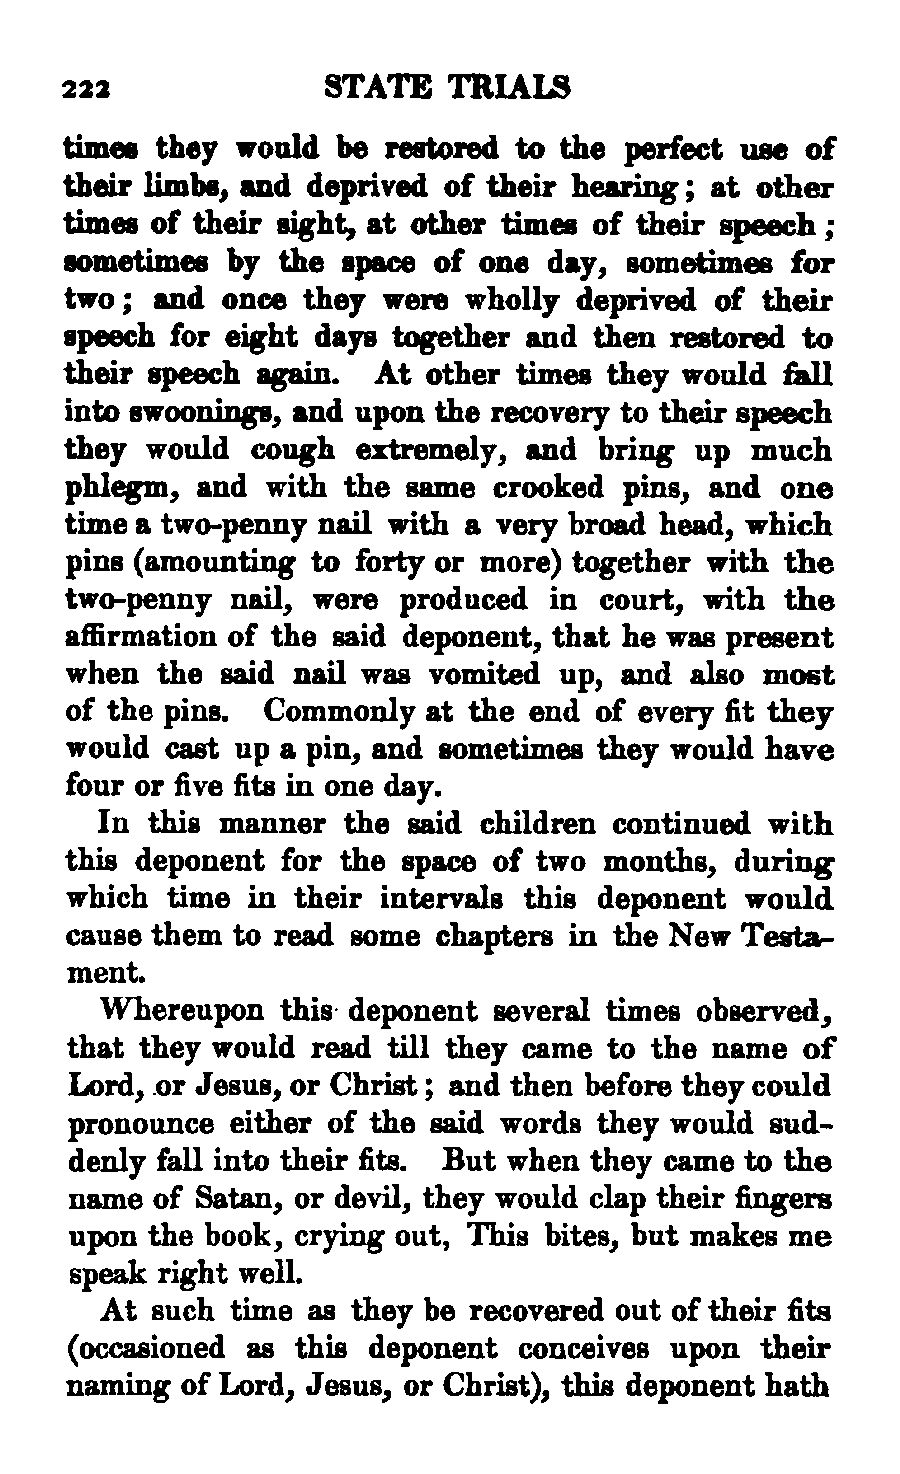 222 STATE TRIALS
times they would be restored to the perfect use of
their limbs, and deprived of their hearing; at other
times of their sight, at other times of their speech;
sometimes by the space of one day, sometimes for
two; and once they were wholly deprived of their
speech for eight days together and then restored to
their speech again. At other times they would fall
into swoonings, and upon the recovery to their speech
they would cough extremely, and bring up much
phlegm, and with the same crooked pins, and one
time a two-penny nail with a very broad head, which
pins (amounting to forty or more) together with the
two-penny nail, were produced in court, with the
affirmation of the said deponent, that he was present
when the said nail was vomited up, and also most
of the pins. Commonly at the end of every fit they
would cast up a pin, and sometimes they would have
four or five fits in one day.
In this manner the said children continued with
this deponent for the space of two months, during
which time in their intervals this deponent would
cause them to read some chapters in the New Testa-
ment.
Whereupon this deponent several times observed,
that they would read till they came to the name of
Lord, or Jesus, or Christ; and then before they could
pronounce either of the said words they would sud-
denly fall into their fits. But when they came to the
name of Satan, or devil, they would clap their fingers
upon the book, crying out, This bites, but makes me
speak right well.
At such time as they be recovered out of their fits
(occasioned as this deponent conceives upon their
naming of Lord, Jesus, or Christ), this deponent hath